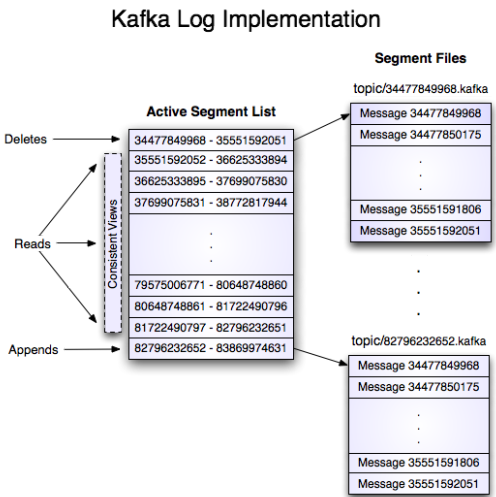 Kafka Log Implementation
Segment Files
topic/34477849968.kafka
Message 34477849968
Message 34477850175
.
.
.
Message 35551591806
Message 35551592051
Active Segment List
Deletes
34477849968 - 35551592051
35551592052 - 36625333894
36625333895 - 37699075830
37699075831 - 38772817944
.
.
.
79575006771 - 80648748860
80648748861 - 81722490796
81722490797 - 82796232651
82796232652 - 83869974631
Reads
Consistent Views
Appends
.
.
.
topic/82796232652.kafka
Message 34477849968
Message 34477850175
.
.
.
Message 35551591806
Message 35551592051